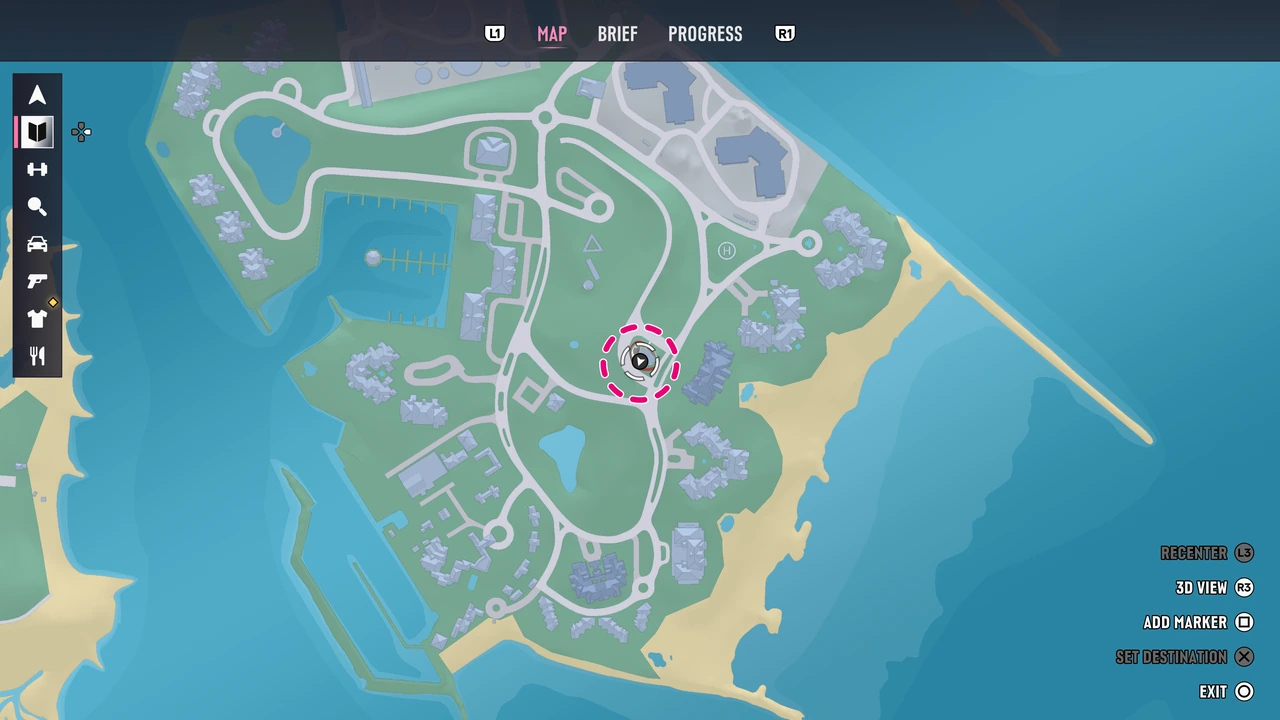 L1 MAP BRIEF PROGRESS R1
H
RECENTER L3
3D VIEW R3
ADD MARKER
SET DESTINATION
EXIT